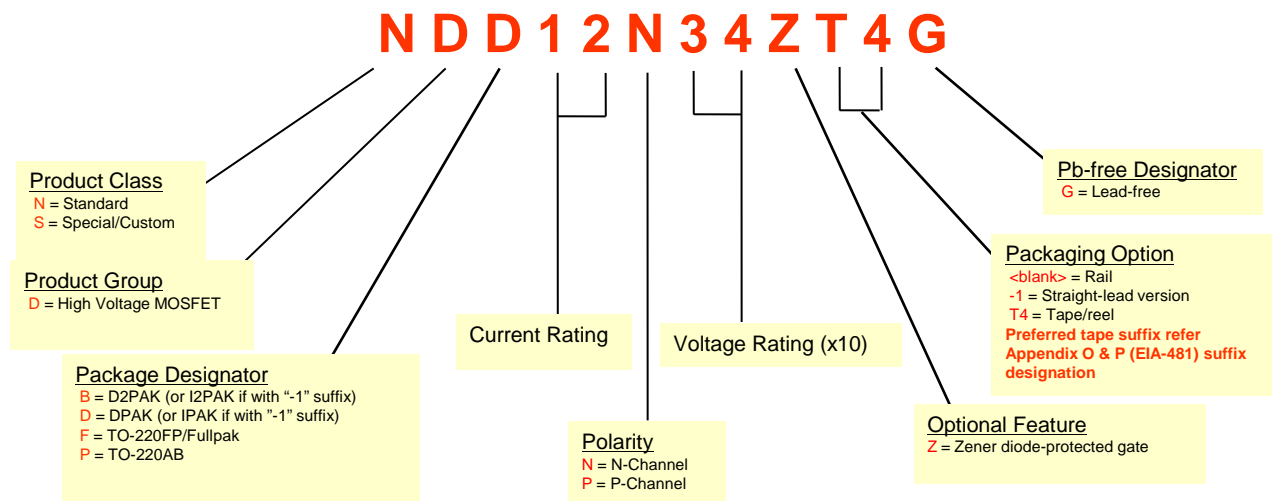 N D D 1 2 N 3 4 Z T 4 G
Product Class
N = Standard
S = Special/Custom
Product Group
D = High Voltage MOSFET
Package Designator
B = D2PAK (or I2PAK if with “-1” suffix)
D = DPAK (or IPAK if with ”-1” suffix)
F = TO-220FP/Fullpak
P = TO-220AB
Current Rating
Polarity
N = N-Channel
P = P-Channel
Voltage Rating (x10)
Optional Feature
Z = Zener diode-protected gate
Packaging Option
<blank> = Rail
-1 = Straight-lead version
T4 = Tape/reel
Preferred tape suffix refer
Appendix O & P (EIA-481) suffix
designation
Pb-free Designator
G = Lead-free